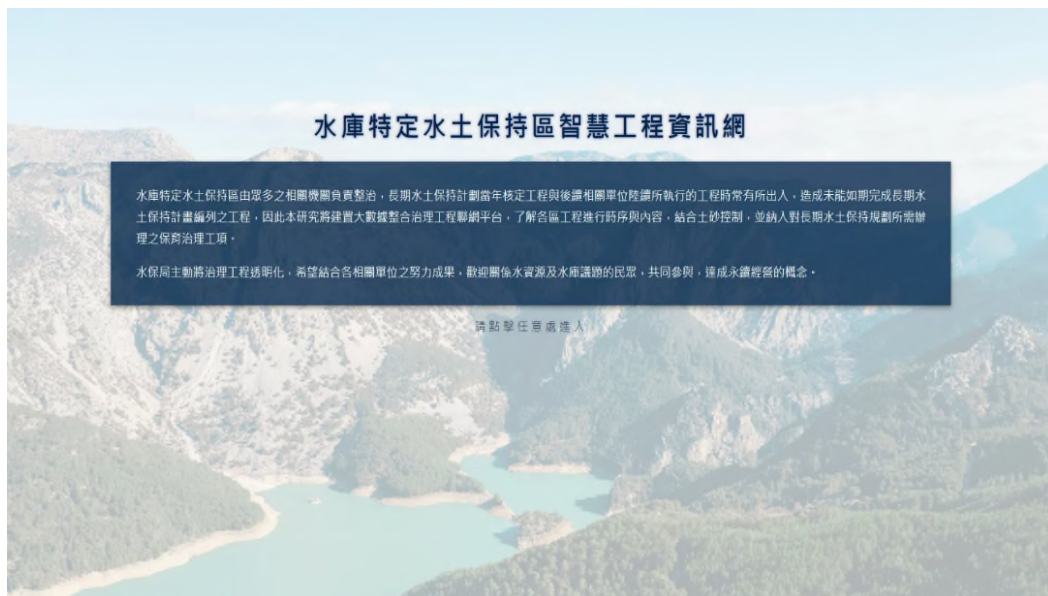 水庫特定水土保持區智慧工程資訊網
水庫特定水土保持區由眾多之相關機關負責整治，長期水土保持計劃當年核定工程與後續相關單位陸續所執行的工程時常有所出入，造成未能如期完成長期水
土保持計畫編列之工程，因此本研究將建置大數據整合治理工程聯網平台，了解各區工程進行時序與內容，結合土砂控制，並納入對長期水土保持規劃所需辦
理之保育治理工項。
水保局主動將治理工程透明化，希望結合各相關單位之努力成果，歡迎關係水資源及水庫議題的民眾，共同參與，達成永續經營的概念。
請點擊任意處進入